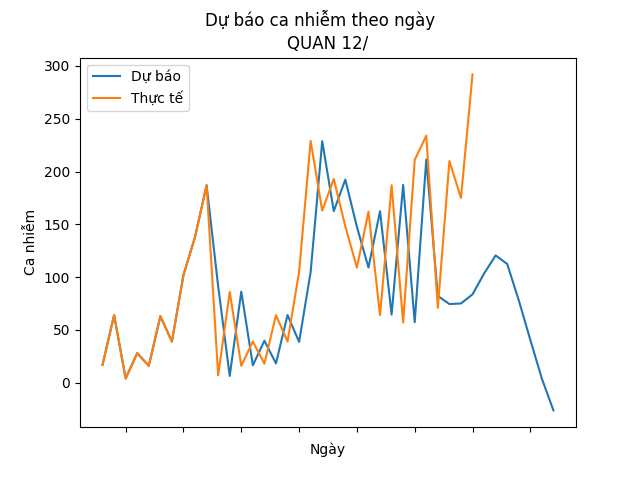 Dự báo ca nhiễm theo ngày
QUAN 12/
Dự báo
Thực tế
300
250
200
150
100
50
0
Ca nhiễm
Ngày